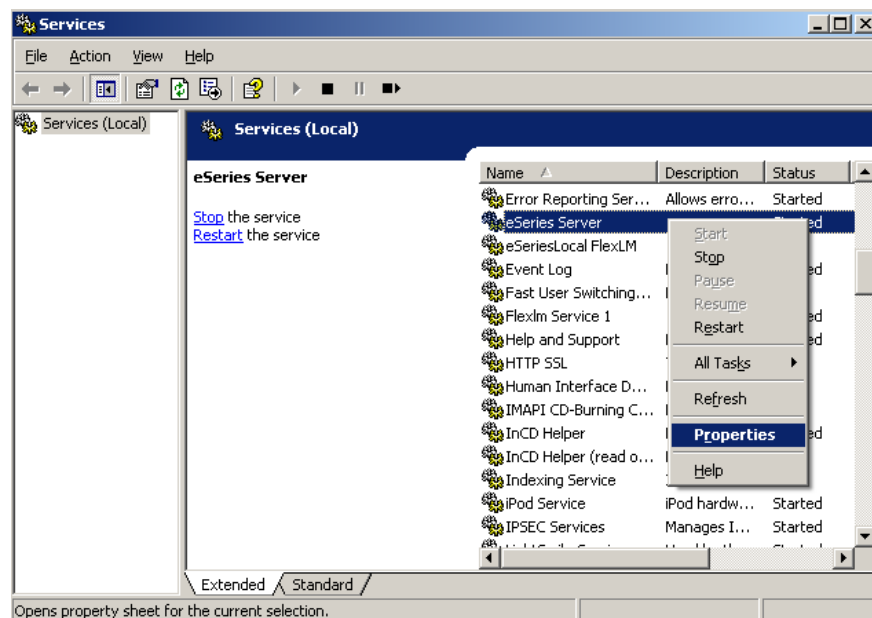 Services
File Action View Help
Services (Local)
Services (Local)
eSeries Server
Stop the service
Restart the service
Name Description Status
Error Reporting Ser... Allows erro... Started
eSeries Server
eSeriesLocal FlexLM
Event Log
Fast User Switching...
Flexlm Service 1
Help and Support
HTTP SSL
Human Interface D...
IMAPI CD-Burning C...
InCD Helper
InCD Helper (read o...
Indexing Service
iPod Service iPod hardw... Started
IPSEC Services Manages I... Started
Start
Stop
Pause
Resume
Restart
All Tasks
Refresh
Properties
Help
Extended Standard
Opens property sheet for the current selection.